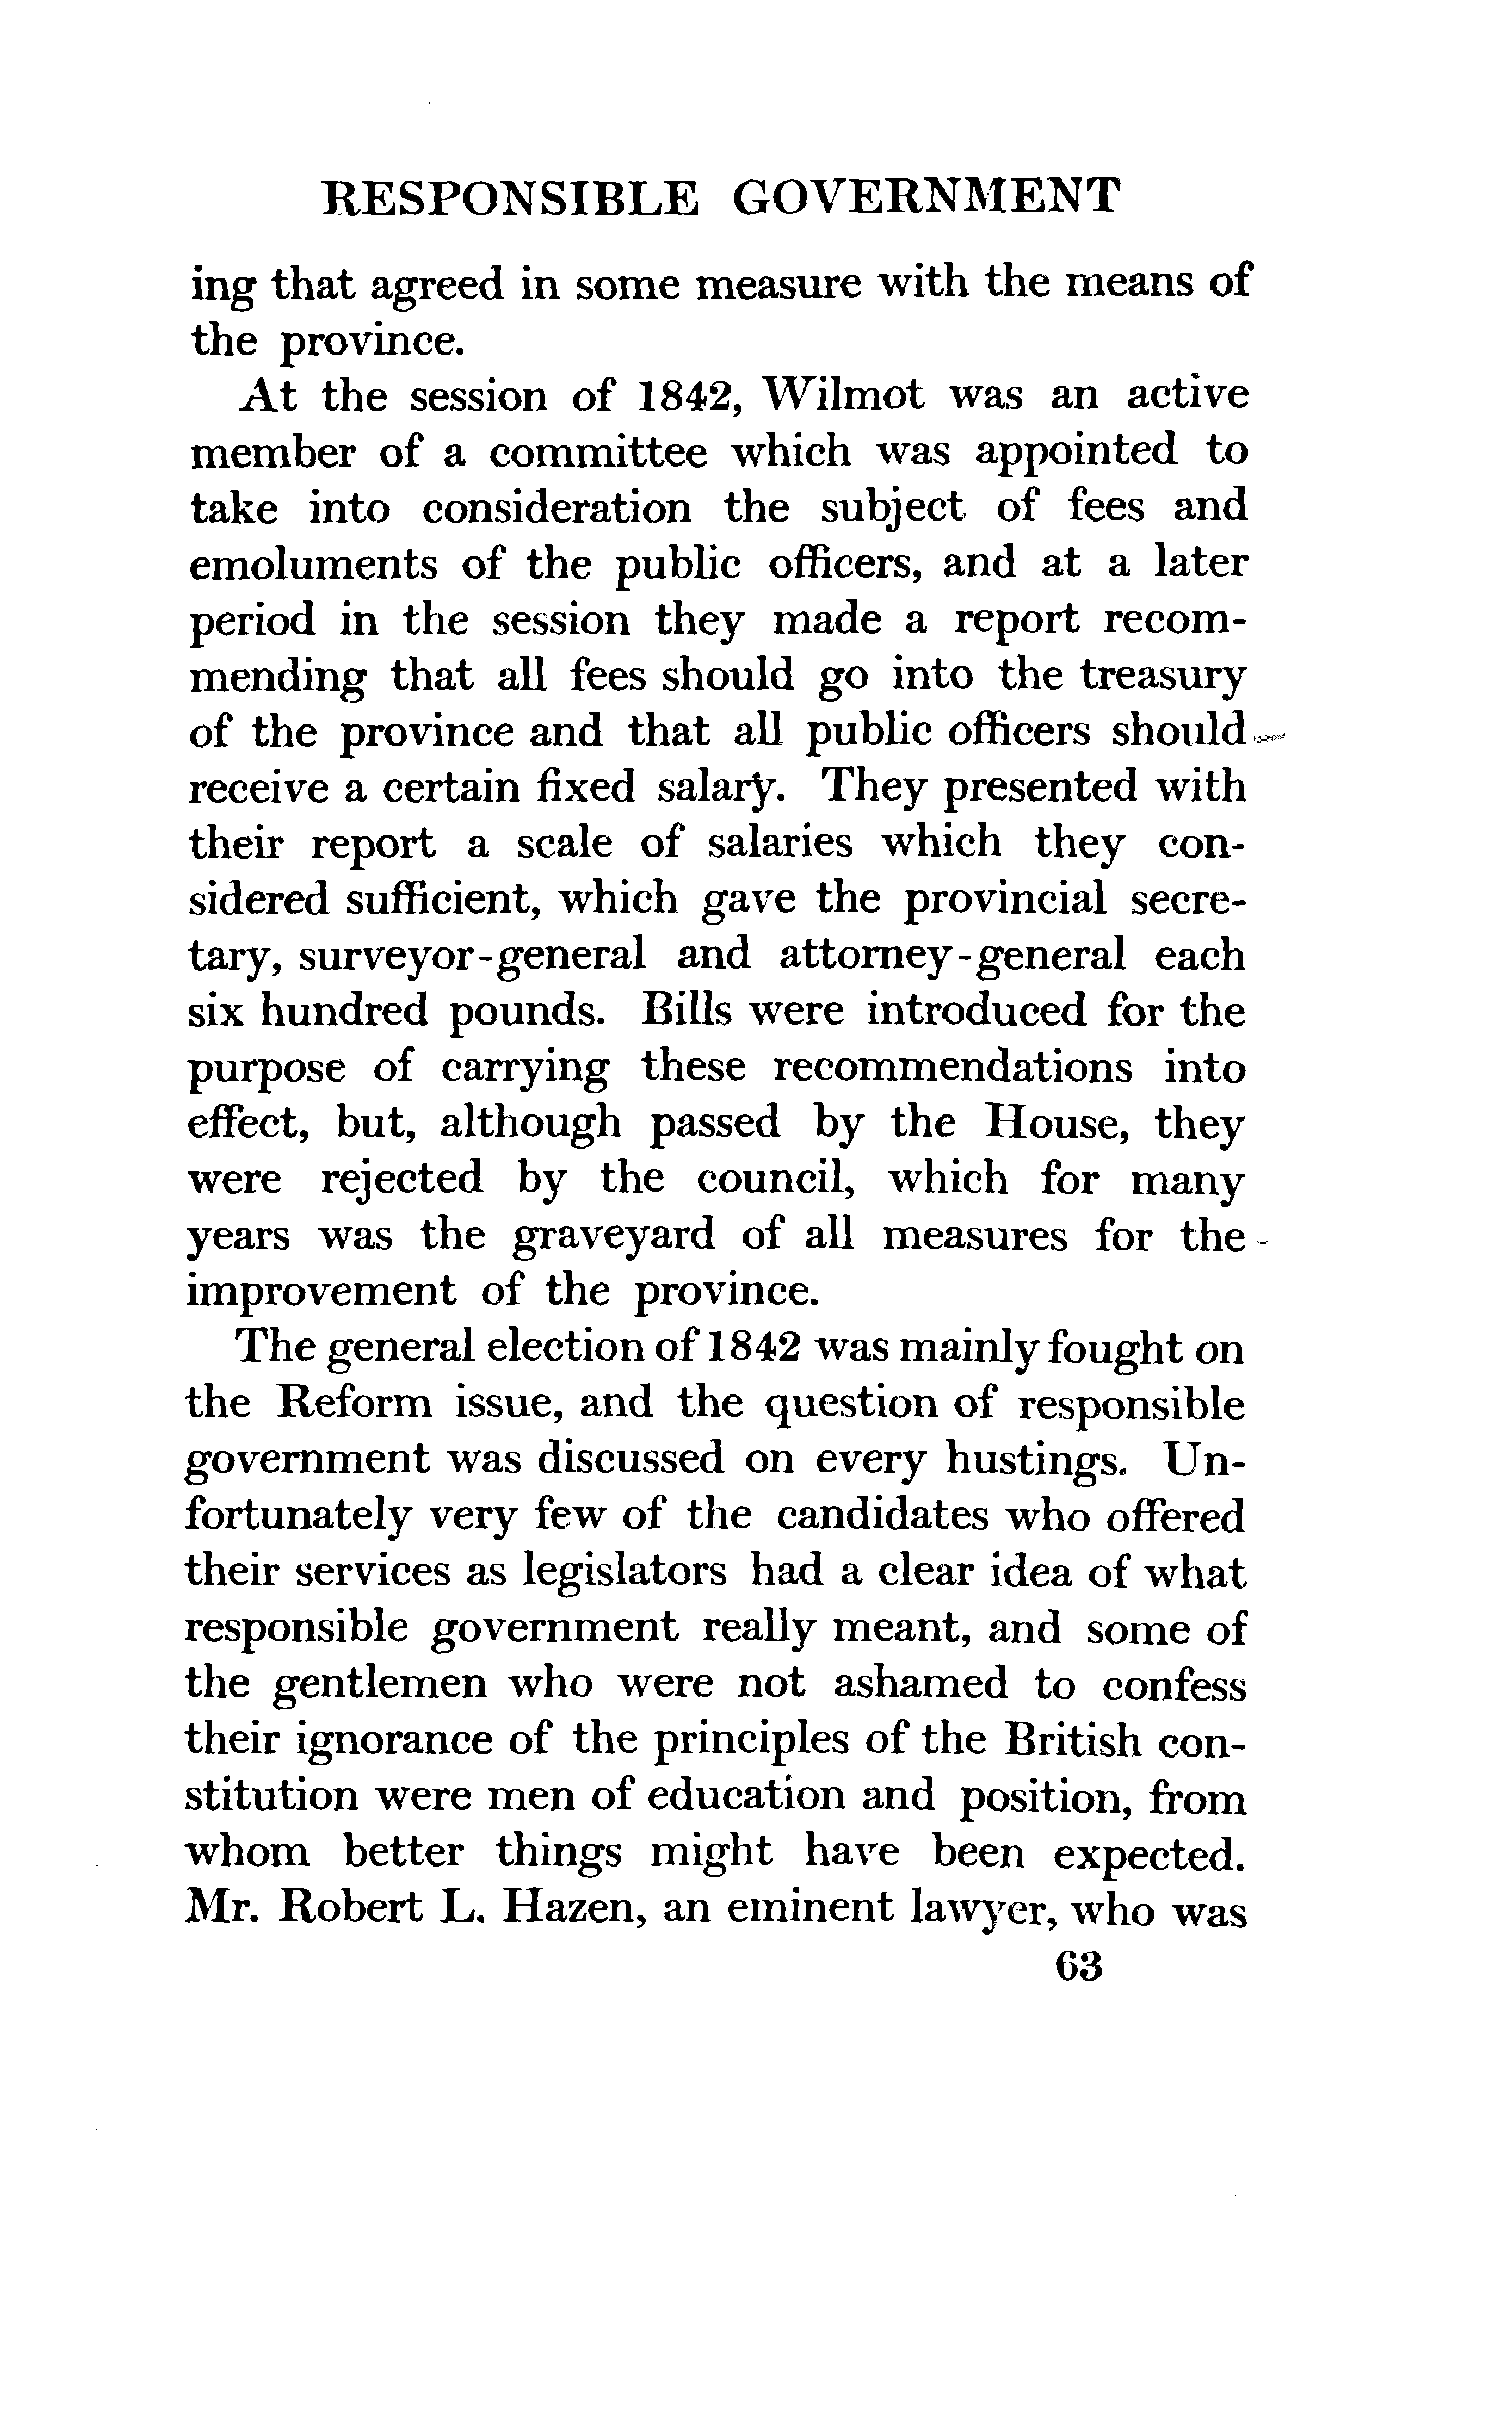 RESPONSIBLE GOVERNMENT
ing that agreed in some measure with the means of
the province.
At the session of 1842, Wilmot was an active
member of a committee which was appointed to
take into consideration the subject of fees and
emoluments of the public officers, and at a later
period in the session they made a report recom-
mending that all fees should go into the treasury
of the province and that all public officers should
receive a certain fixed salary. They presented with
their report a scale of salaries which they con-
sidered sufficient, which gave the provincial secre-
tary, surveyor-general and attorney-general each
six hundred pounds. Bills were introduced for the
purpose of carrying these recommendations into
effect, but, although passed by the House, they
were rejected by the council, which for many
years was the graveyard of all measures for the
improvement of the province.
The general election of 1842 was mainly fought on
the Reform issue, and the question of responsible
government was discussed on every hustings. Un-
fortunately very few of the candidates who offered
their services as legislators had a clear idea of what
responsible government really meant, and some of
the gentlemen who were not ashamed to confess
their ignorance of the principles of the British con-
stitution were men of education and position, from
whom better things might have been expected.
Mr. Robert L. Hazen, an eminent lawyer, who was
63